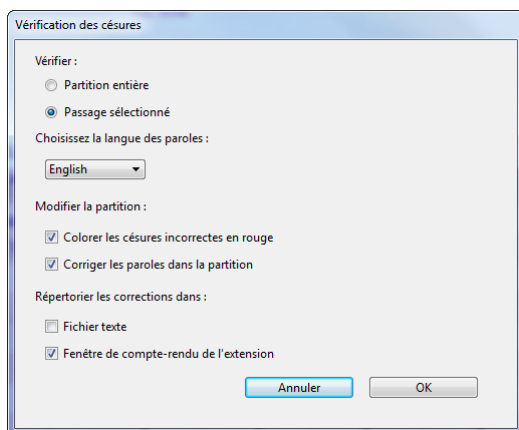 Vérification des césures
Vérifier :
Partition entière
Passage sélectionné
Choisissez la langue des paroles :
English
Modifier la partition :
Colorer les césures incorrectes en rouge
Corriger les paroles dans la partition
Répertorier les corrections dans :
Fichier texte
Fenêtre de compte-rendu de l'extension
Annuler OK